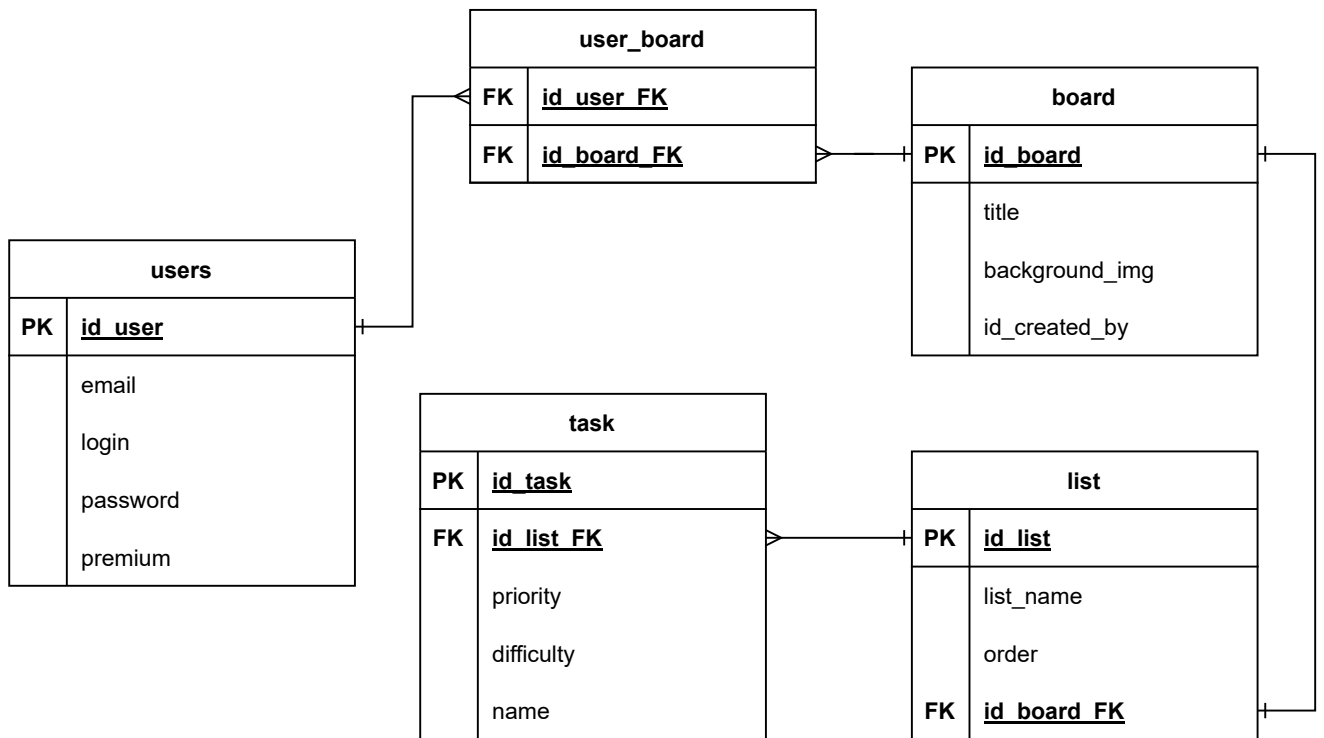 user_board
FK id_user_FK
FK id_board_FK
board
PK id_board
title
background_img
id_created_by
users
PK id_user
email
login
password
premium
task
PK id_task
FK id_list_FK
priority
difficulty
name
list
PK id_list
list_name
order
FK id_board_FK